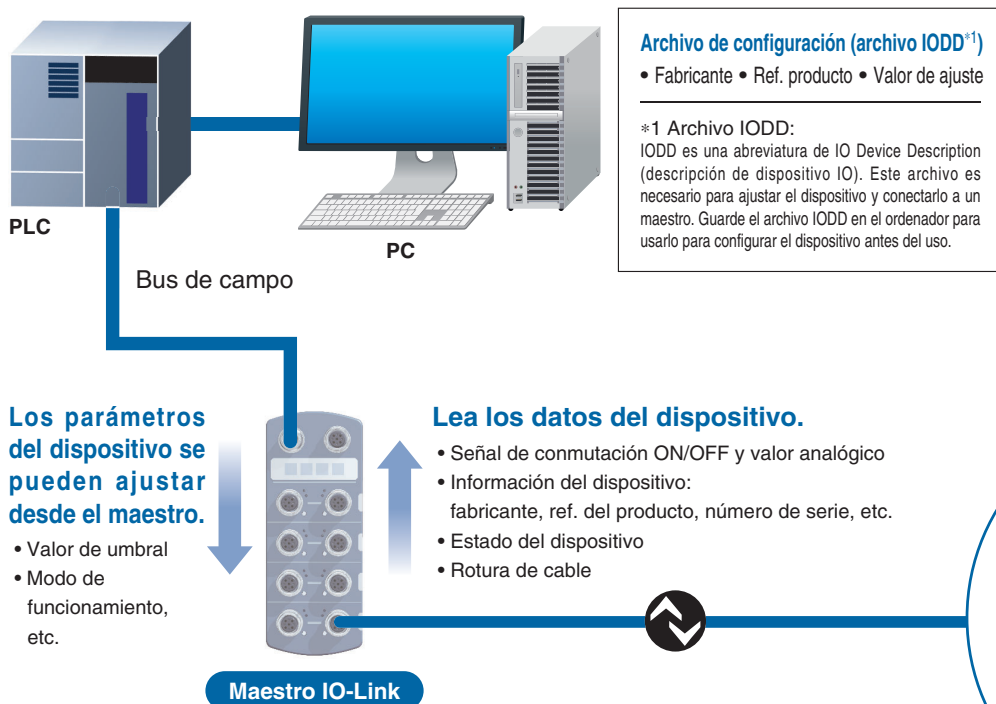 Archivo de configuración (archivo IODD*1)
• Fabricante • Ref. producto • Valor de ajuste
*1 Archivo IODD:
IODD es una abreviatura de IO Device Description
(descripción de dispositivo IO). Este archivo es
necesario para ajustar el dispositivo y conectarlo a un
maestro. Guarde el archivo IODD en el ordenador para
usarlo para configurar el dispositivo antes del uso.
PLC
PC
Bus de campo
Los parámetros
del dispositivo se
pueden ajustar
desde el maestro.
• Valor de umbral
• Modo de
funcionamiento,
etc.
Lea los datos del dispositivo.
• Señal de conmutación ON/OFF y valor analógico
• Información del dispositivo:
fabricante, ref. del producto, número de serie, etc.
• Estado del dispositivo
• Rotura de cable
Maestro IO-Link